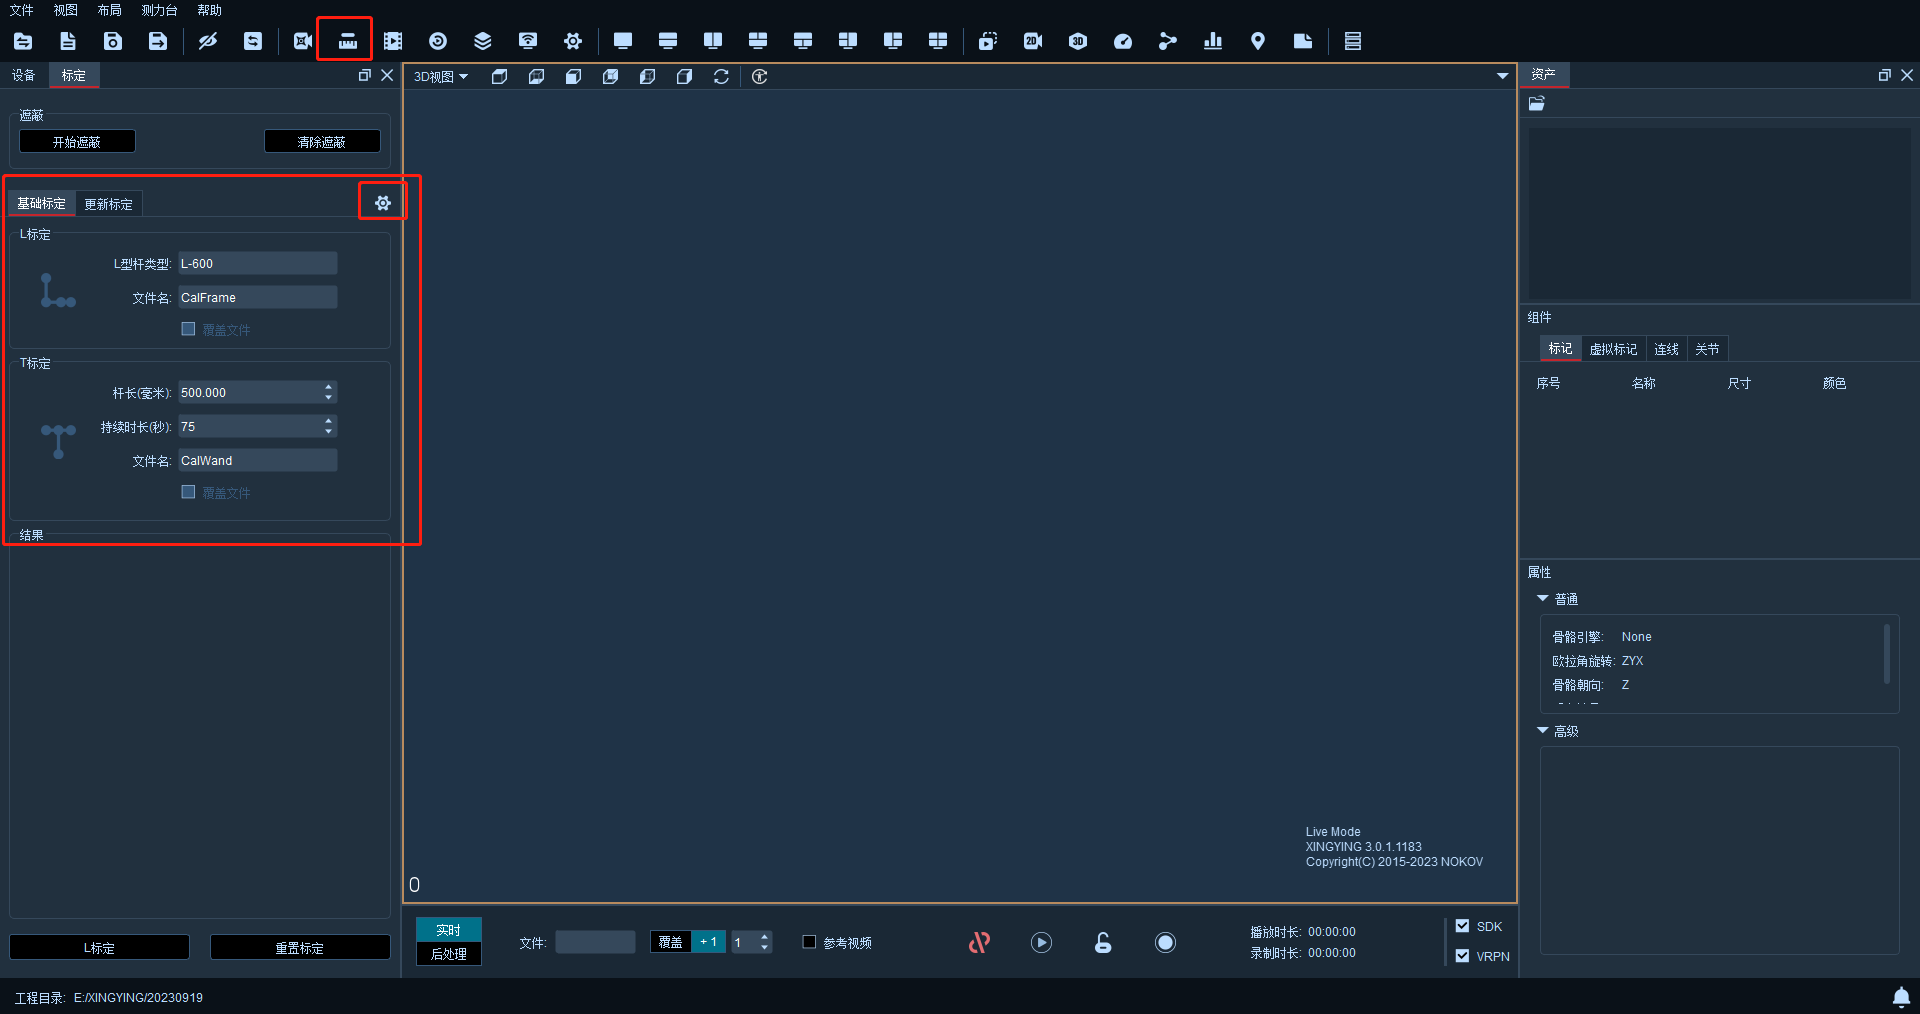 文件 视图 布局 测力台 帮助
设备 标定
3D视图
资产
遮蔽
开始遮蔽 清除遮蔽
基础标定 更新标定
L标定
L型杆类型: L-600
文件名: CalFrame
覆盖文件
T标定
杆长(毫米): 500.000
持续时长(秒): 75
文件名: CalWand
覆盖文件
结果
L标定 重置标定
Live Mode
XINGYING 3.0.1.1183
Copyright(C) 2015-2023 NOKOV
0
实时
后处理
文件: 覆盖 +1 1 参考视频
播放时长: 00:00:00
录制时长: 00:00:00
SDK
VRPN
组件
标记 虚拟标记 连线 关节
序号 名称 尺寸 颜色
属性
普通
骨骼引擎: None
欧拉角旋转: ZYX
骨骼朝向: Z
高级
工程目录: E:/XINGYING/20230919